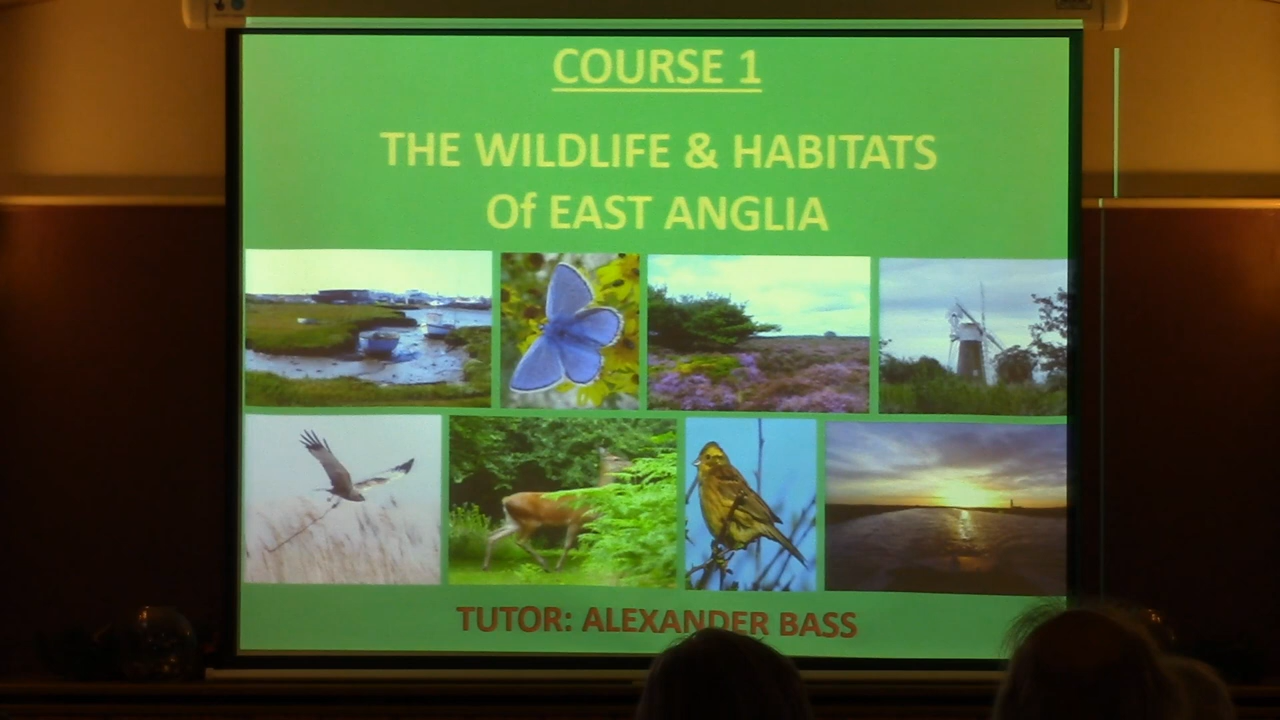 COURSE 1
THE WILDLIFE & HABITATS
Of EAST ANGLIA
TUTOR: ALEXANDER BASS